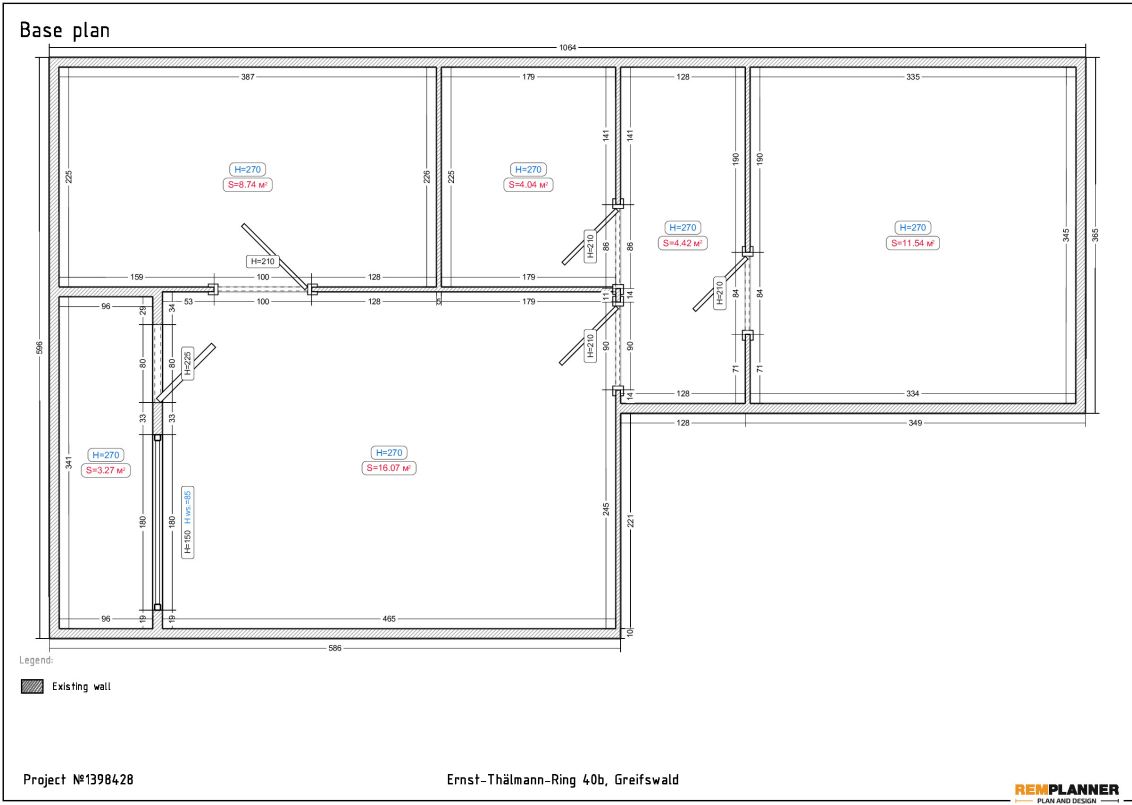 Base plan
1064
387
179
128
335
225
226
225
141
141
190
190
345
365
596
H=270
S=8.74 м²
H=270
S=4.04 м²
H=270
S=4.42 м²
H=270
S=11.54 м²
H=210
H=210
86
86
H=210
84
84
159
100
128
179
53
100
128
5
179
11
14
96
29
34
H=210
90
90
80
80
H=225
71
71
14
128
334
33
33
128
349
H=270
S=3.27 м²
H=270
S=16.07 м²
341
180
180
H=150 H ws.=85
245
221
96
19
19
465
10
586
Legend:
Existing wall
Project №1398428
Ernst-Thälmann-Ring 40b, Greifswald
REMPLANNER
PLAN AND DESIGN